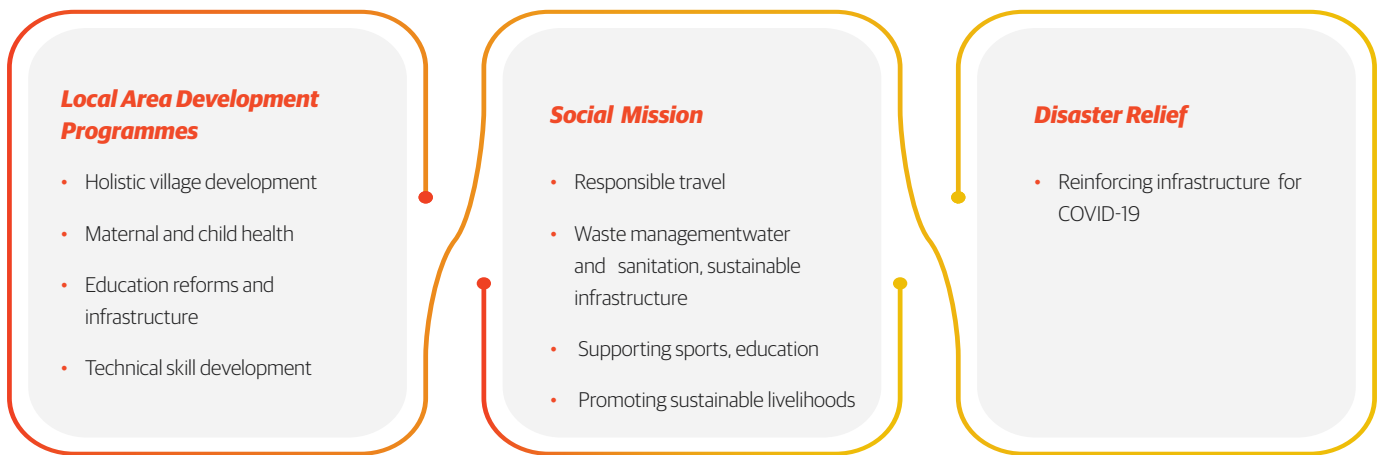 Local Area Development
Programmes
• Holistic village development
• Maternal and child health
• Education reforms and
infrastructure
• Technical skill development
Social Mission
• Responsible travel
• Waste managementwater
and sanitation, sustainable
infrastructure
• Supporting sports, education
• Promoting sustainable livelihoods
Disaster Relief
• Reinforcing infrastructure for
COVID-19